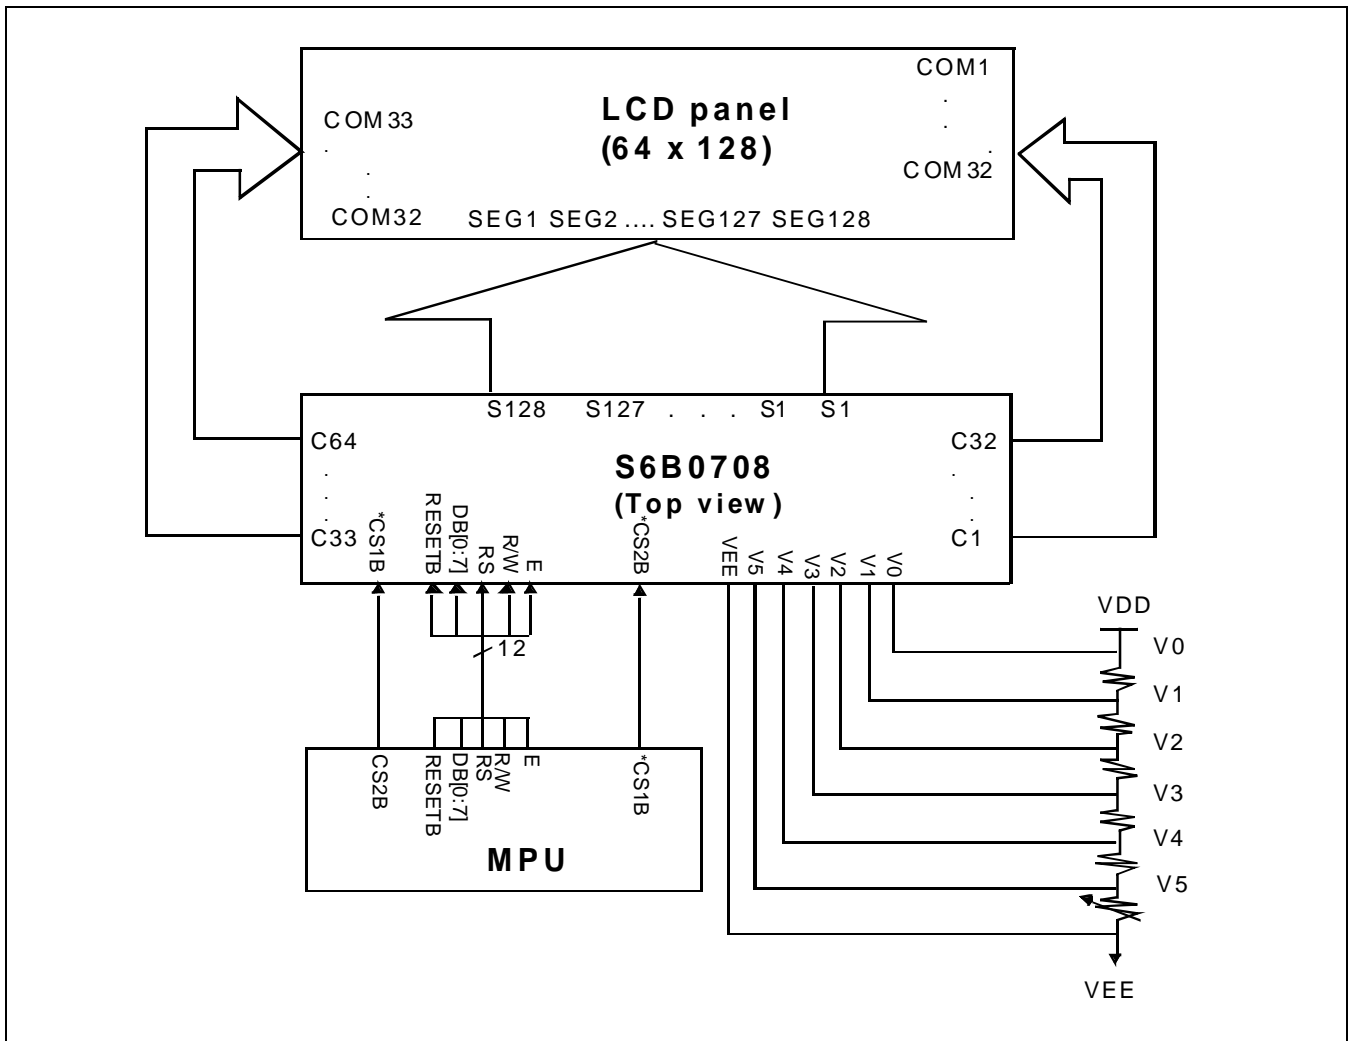 COM1
.
.
.
COM32
LCD panel
(64 x 128)
COM33
.
.
.
COM32
SEG1 SEG2 .... SEG127 SEG128
S128 S127 . . . S1 S1
C64
.
.
.
C33
S6B0708
(Top view)
C32
.
.
.
C1
*CS1B
RESETB
DB[0:7]
RS
R/W
E
*CS2B
VEE
V5
V4
V3
V2
V1
V0
12
CS2B
RESETB
DB[0:7]
RS
R/W
E
*CS1B
MPU
VDD
V0
V1
V2
V3
V4
V5
VEE